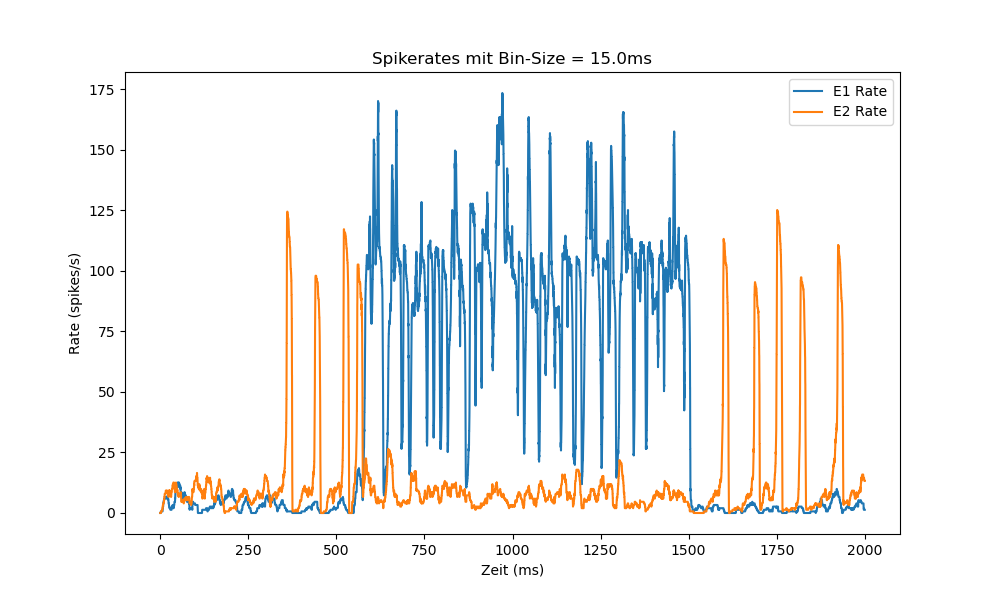 Spikerates mit Bin-Size = 15.0ms
E1 Rate
E2 Rate
Rate (spikes/s)
175
150
125
100
75
50
25
0
0 250 500 750 1000 1250 1500 1750 2000
Zeit (ms)